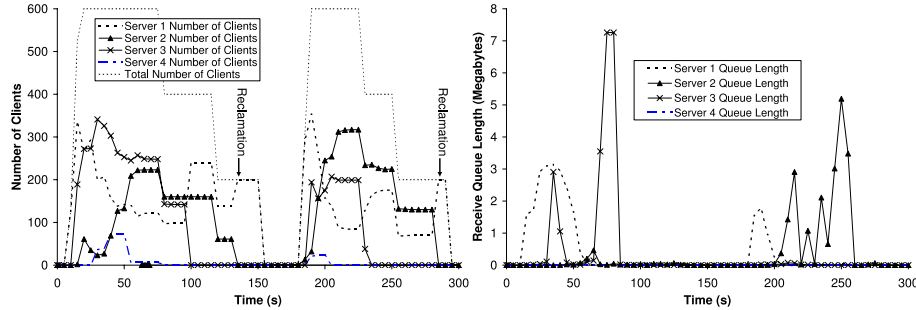 600
500
400
300
200
100
0
Number of Clients
Server 1 Number of Clients
Server 2 Number of Clients
Server 3 Number of Clients
Server 4 Number of Clients
Total Number of Clients
Reclamation
Reclamation
0 50 100 150 200 250 300
Time (s)
8
7
6
5
4
3
2
1
0
Receive Queue Length (Megabytes)
Server 1 Queue Length
Server 2 Queue Length
Server 3 Queue Length
Server 4 Queue Length
0 50 100 150 200 250 300
Time (s)